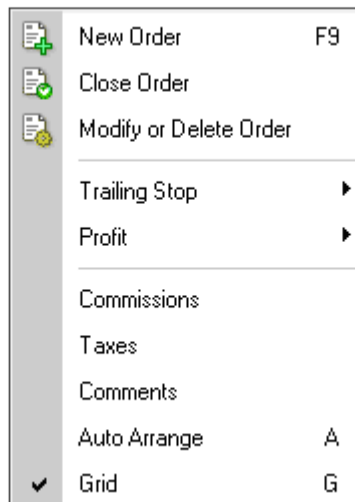 New Order F9
Close Order
Modify or Delete Order
Trailing Stop
Profit
Commissions
Taxes
Comments
Auto Arrange A
Grid G